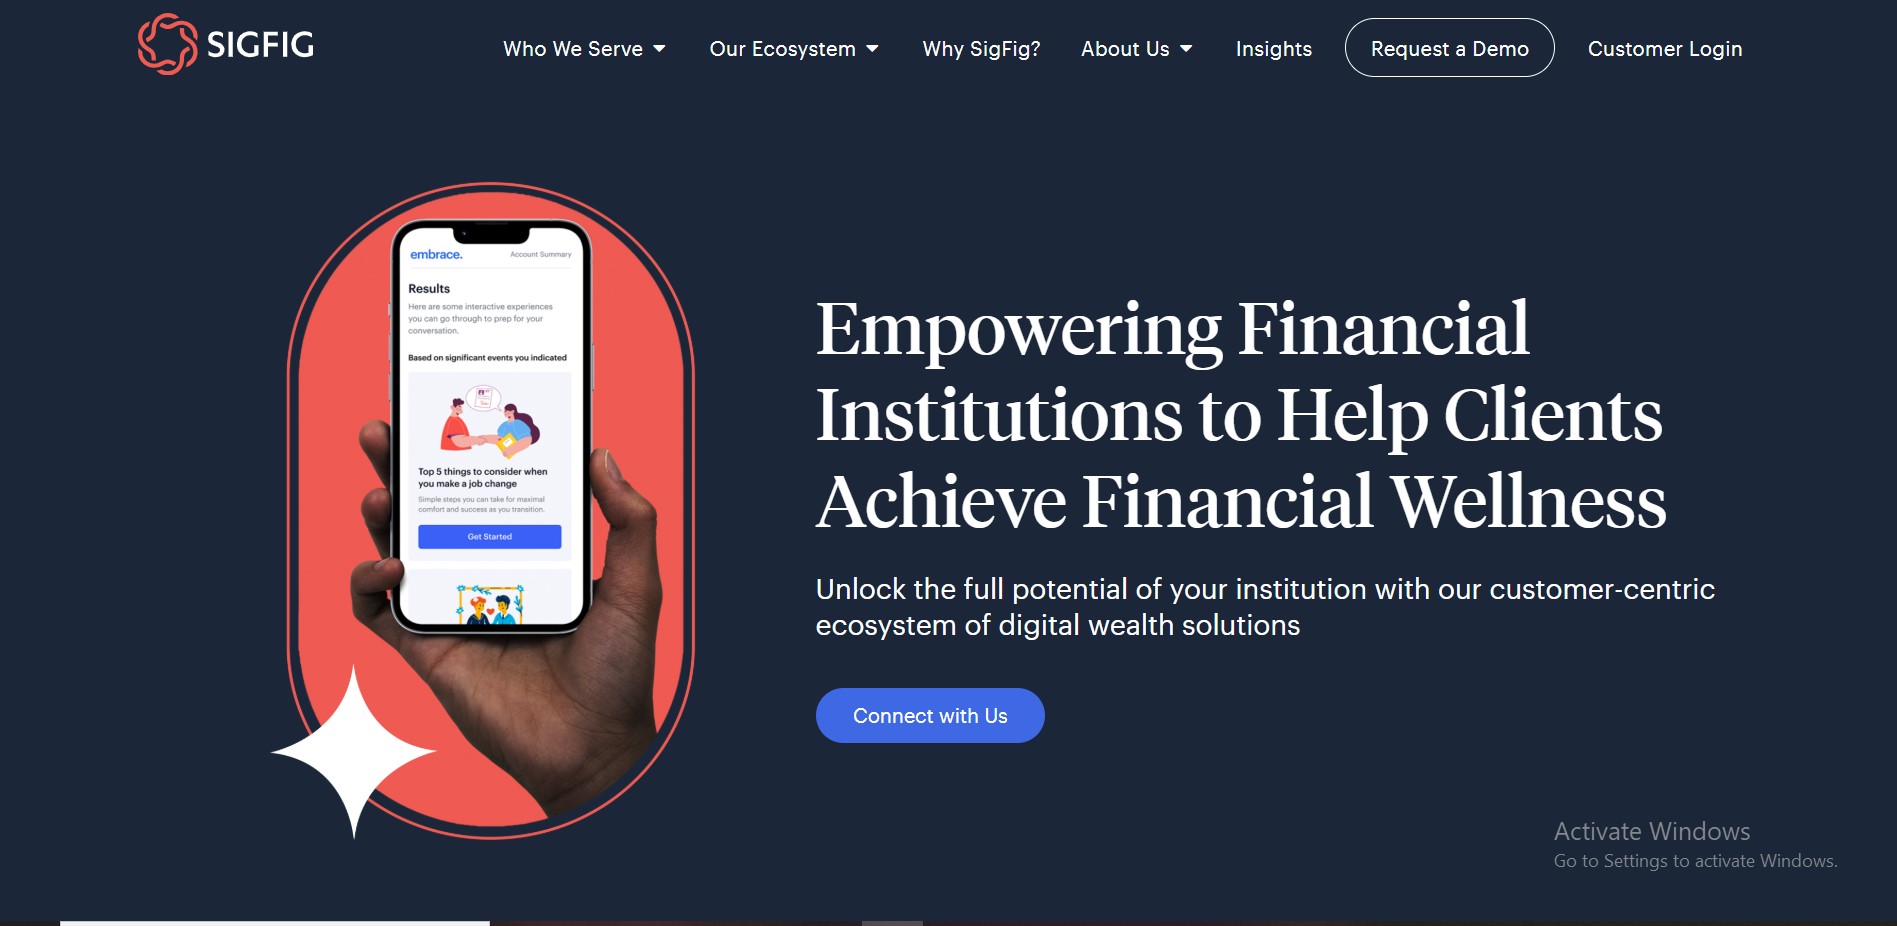 SIGFIG
Who We Serve
Our Ecosystem
Why SigFig?
About Us
Insights
Request a Demo
Customer Login
embrace.
Account Summary
Results
Here are some interactive experiences
you can go through to prep for your
conversation.
Based on significant events you indicated
Top 5 things to consider when
you make a job change
Simple steps you can take for maximal
comfort and success as you transition.
Get Started
Empowering Financial
Institutions to Help Clients
Achieve Financial Wellness
Unlock the full potential of your institution with our customer-centric
ecosystem of digital wealth solutions
Connect with Us
Activate Windows
Go to Settings to activate Windows.